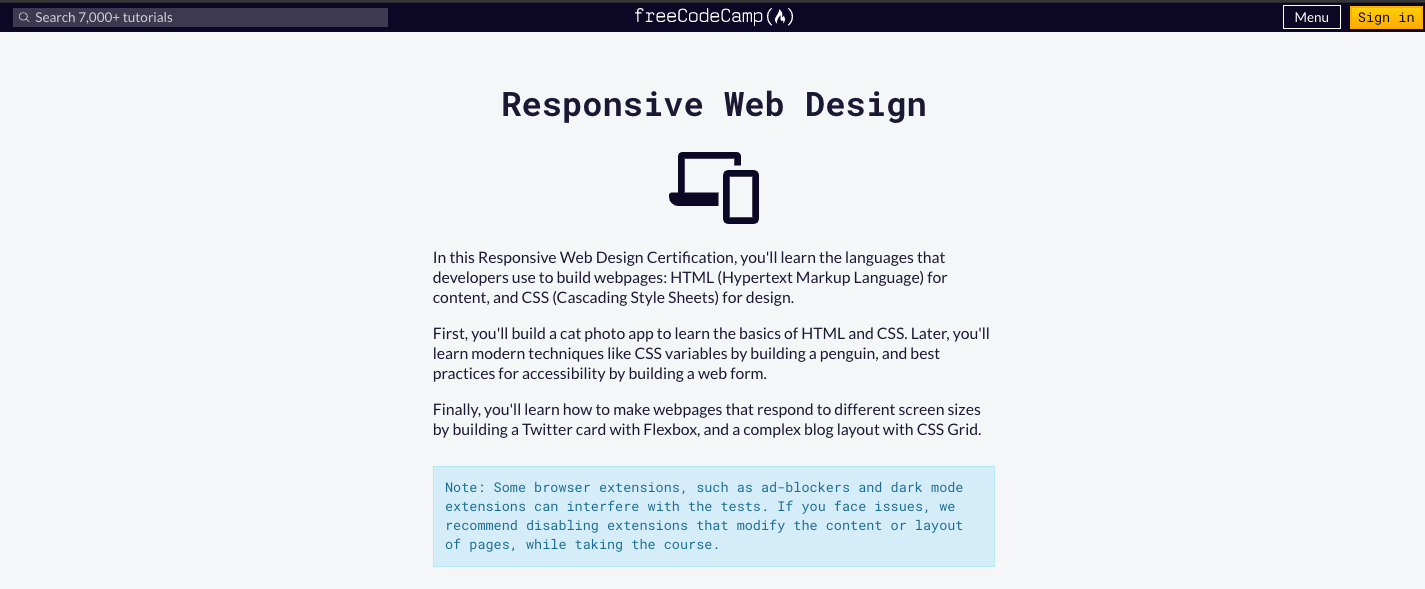 Search 7,000+ tutorials
freeCodeCamp
Menu
Sign in
Responsive Web Design
In this Responsive Web Design Certification, you'll learn the languages that
developers use to build webpages: HTML (Hypertext Markup Language) for
content, and CSS (Cascading Style Sheets) for design.
First, you'll build a cat photo app to learn the basics of HTML and CSS. Later, you'll
learn modern techniques like CSS variables by building a penguin, and best
practices for accessibility by building a web form.
Finally, you'll learn how to make webpages that respond to different screen sizes
by building a Twitter card with Flexbox, and a complex blog layout with CSS Grid.
Note: Some browser extensions, such as ad-blockers and dark mode
extensions can interfere with the tests. If you face issues, we
recommend disabling extensions that modify the content or layout
of pages, while taking the course.